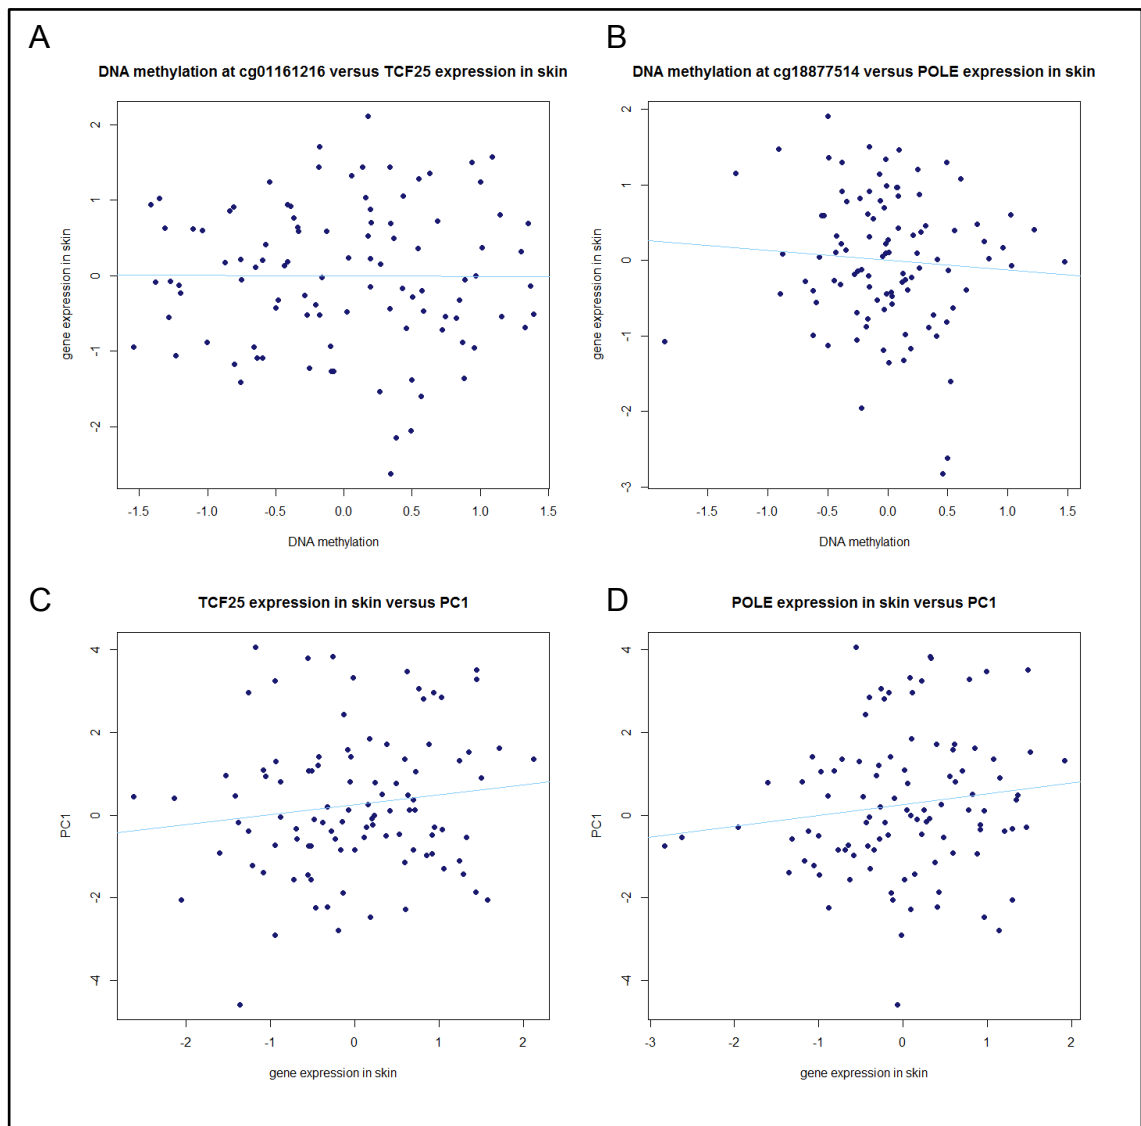 A
B
DNA methylation at cg01161216 versus TCF25 expression in skin
DNA methylation at cg18877514 versus POLE expression in skin
gene expression in skin
2
1
0
-1
-2
-1.5 -1.0 -0.5 0.0 0.5 1.0 1.5
DNA methylation
gene expression in skin
2
1
0
-1
-2
-3
-1.5 -1.0 -0.5 0.0 0.5 1.0 1.5
DNA methylation
C
D
TCF25 expression in skin versus PC1
POLE expression in skin versus PC1
PC1
4
2
0
-2
-4
-2 -1 0 1 2
gene expression in skin
PC1
4
2
0
-2
-4
-3 -2 -1 0 1 2
gene expression in skin